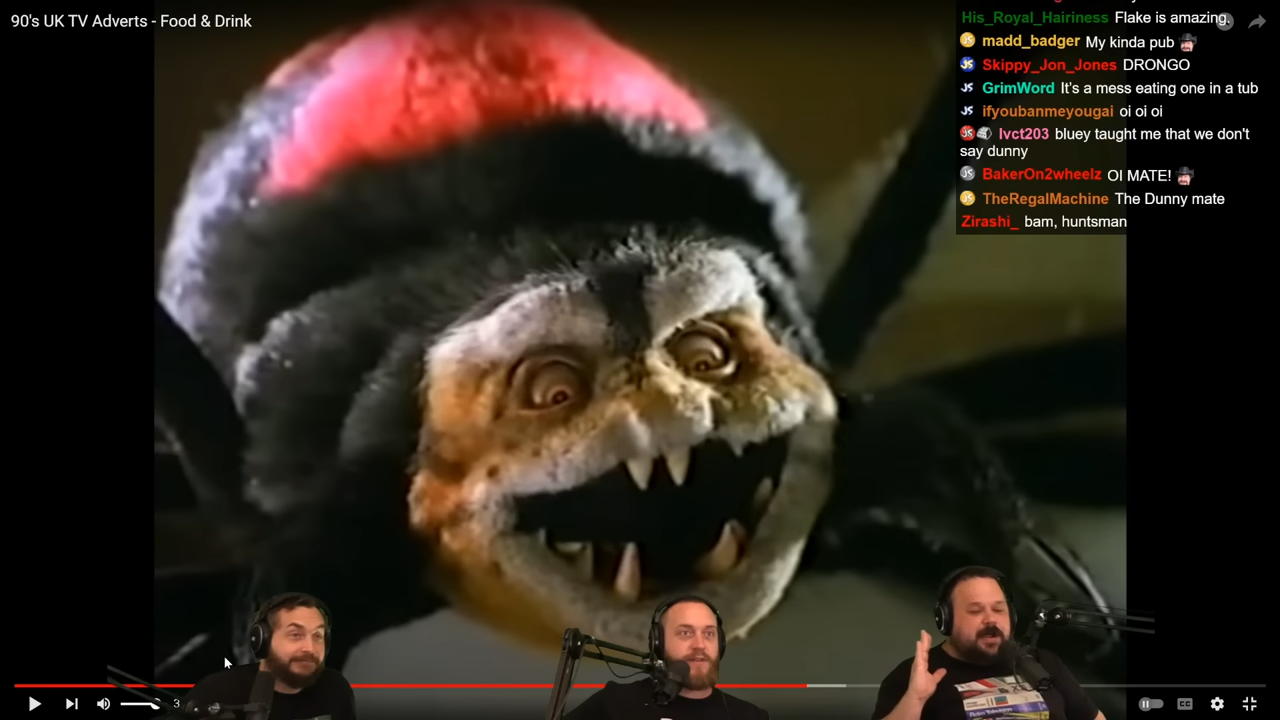 90's UK TV Adverts - Food & Drink
His_Royal_Hairiness Flake is amazing.
madd_badger My kinda pub
Skippy_Jon_Jones DRONGO
GrimWord It's a mess eating one in a tub
ifyoubanmeyougai oi oi oi
lvct203 bluey taught me that we don't
say dunny
BakerOn2wheelz OI MATE!
TheRegalMachine The Dunny mate
Zirashi_ bam, huntsman
3